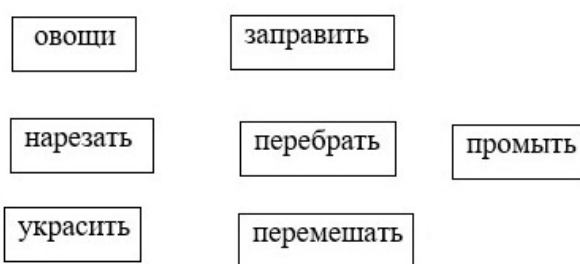 овощи заправить
нарезать перебрать промыть
украсить перемешать